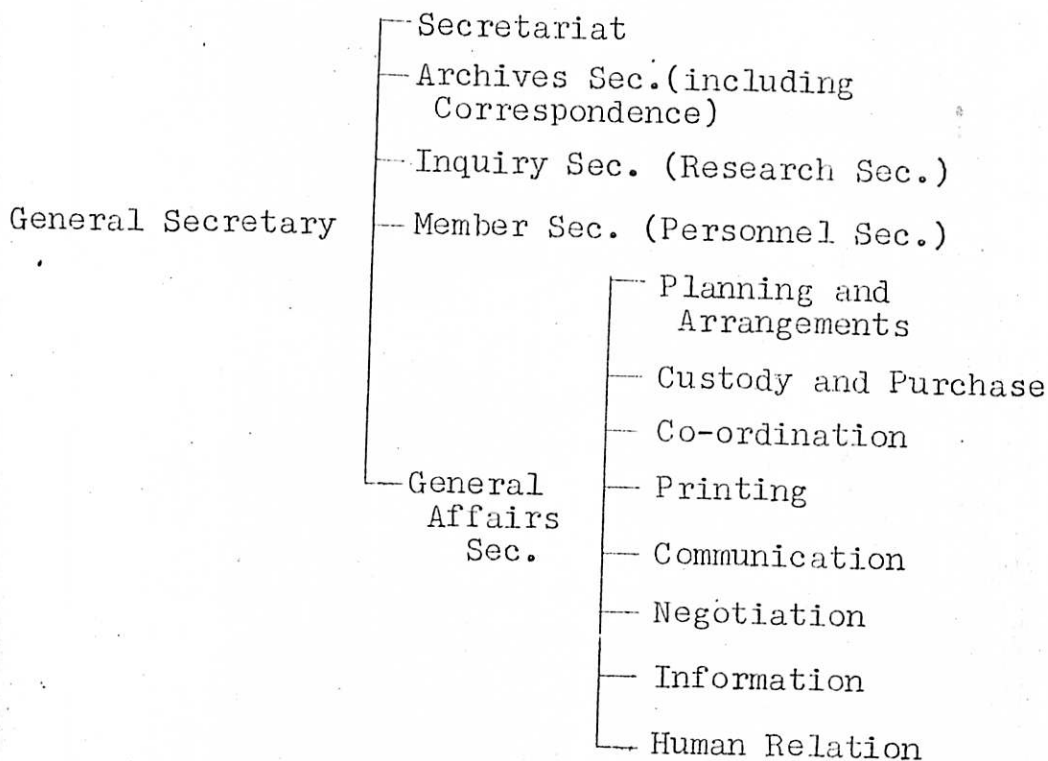 Secretariat
Archives Sec.(including
Correspondence)
Inquiry Sec. (Research Sec.)
General Secretary
Member Sec. (Personnel Sec.)
Planning and
Arrangements
Custody and Purchase
Co-ordination
General
Affairs
Sec.
Printing
Communication
Negotiation
Information
Human Relation